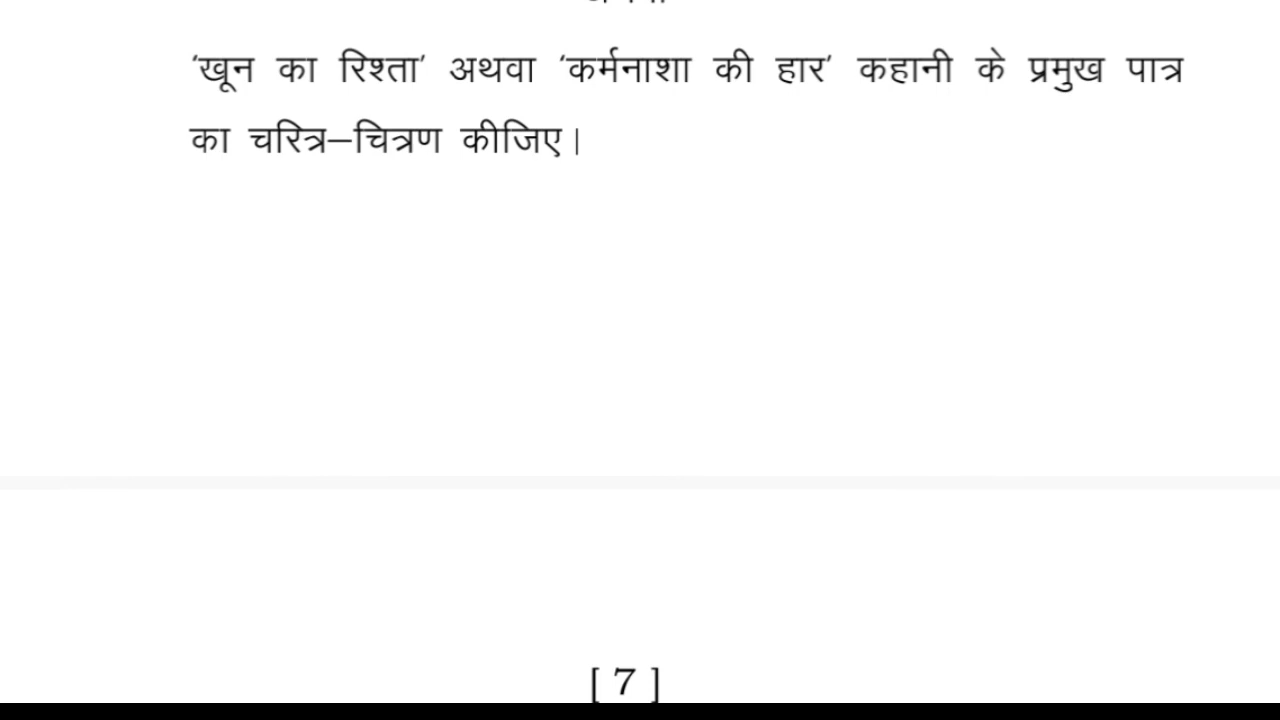 ‘खून का रिश्ता’ अथवा ‘कर्मनाशा की हार’ कहानी के प्रमुख पात्र
का चरित्र–चित्रण कीजिए।
[ 7 ]